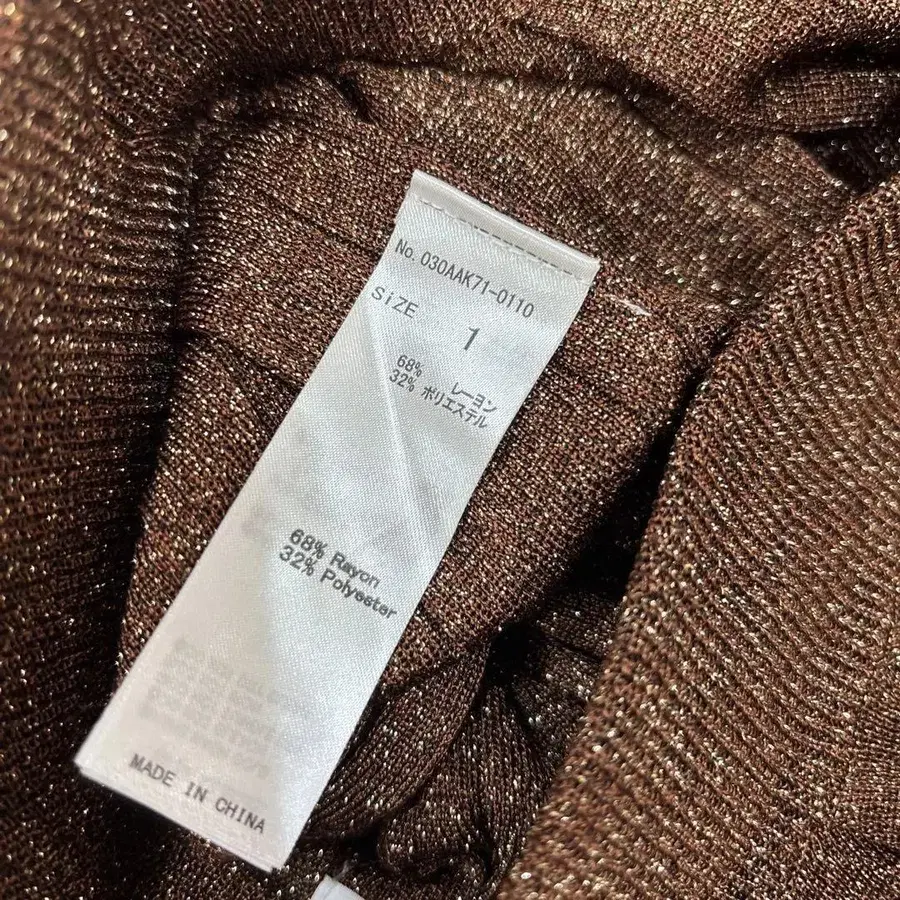 No. 030AAK71-0110
SiZE 1
68% レーヨン
32% ポリエステル
68% Rayon
32% Polyester
MADE IN CHINA